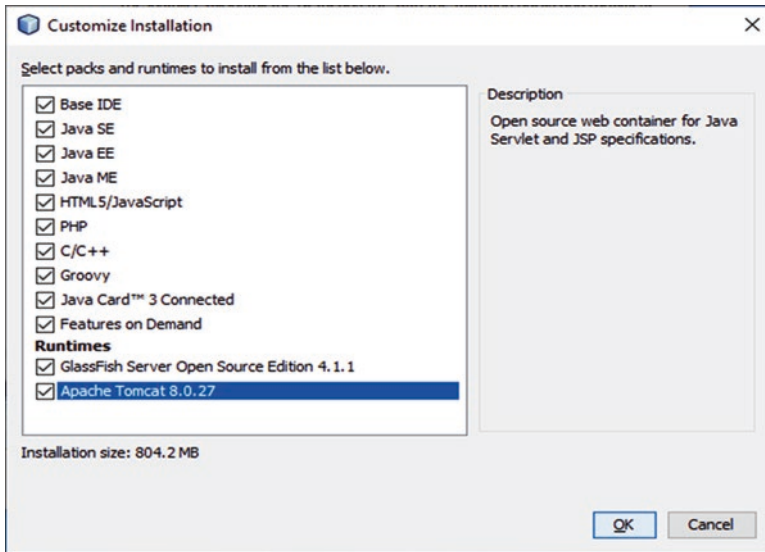 Customize Installation
Select packs and runtimes to install from the list below.
Base IDE
Java SE
Java EE
Java ME
HTML5/JavaScript
PHP
C/C++
Groovy
Java Card™ 3 Connected
Features on Demand
Runtimes
GlassFish Server Open Source Edition 4.1.1
Apache Tomcat 8.0.27
Description
Open source web container for Java
Servlet and JSP specifications.
Installation size: 804.2 MB
OK
Cancel